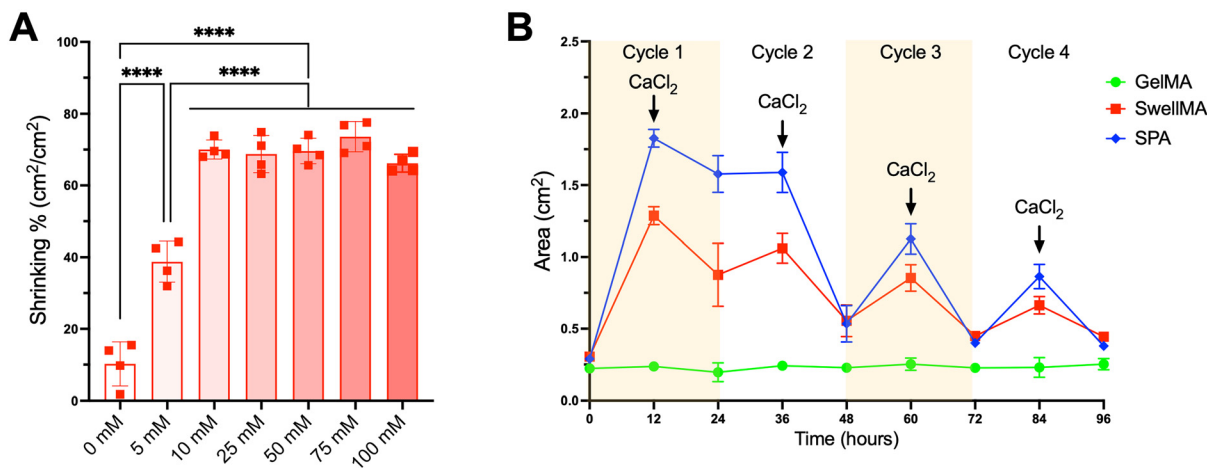 A
Shrinking % (cm²/cm²)
100
80
60
40
20
0
****
**** ****
0 mM 5 mM 10 mM 25 mM 50 mM 75 mM 100 mM
B
Area (cm²)
2.5
2.0
1.5
1.0
0.5
0.0
Cycle 1 Cycle 2 Cycle 3 Cycle 4
CaCl₂
CaCl₂
CaCl₂
CaCl₂
0 12 24 36 48 60 72 84 96
Time (hours)
GelMA
SwellMA
SPA